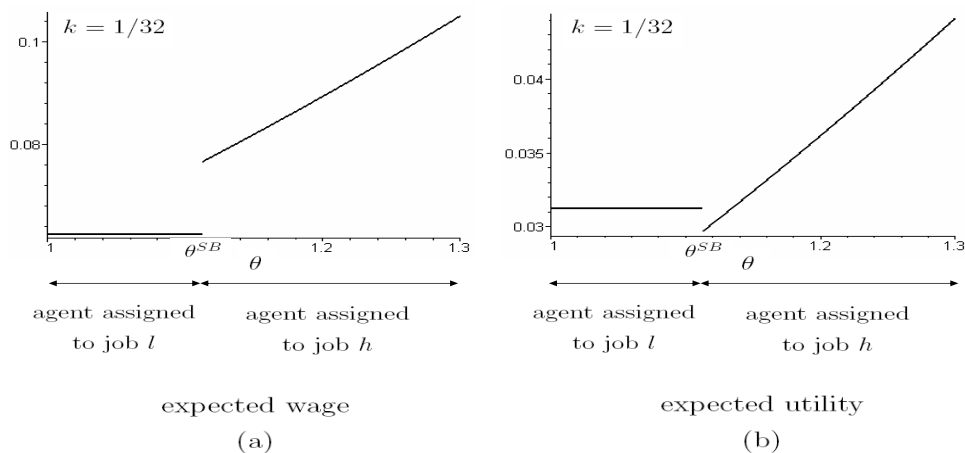 k = 1/32
0.1
0.08
1
θ^{SB}
1.2
1.3
θ
agent assigned
to job l
agent assigned
to job h
expected wage
(a)
k = 1/32
0.04
0.035
0.03
1
θ^{SB}
1.2
1.3
θ
agent assigned
to job l
agent assigned
to job h
expected utility
(b)